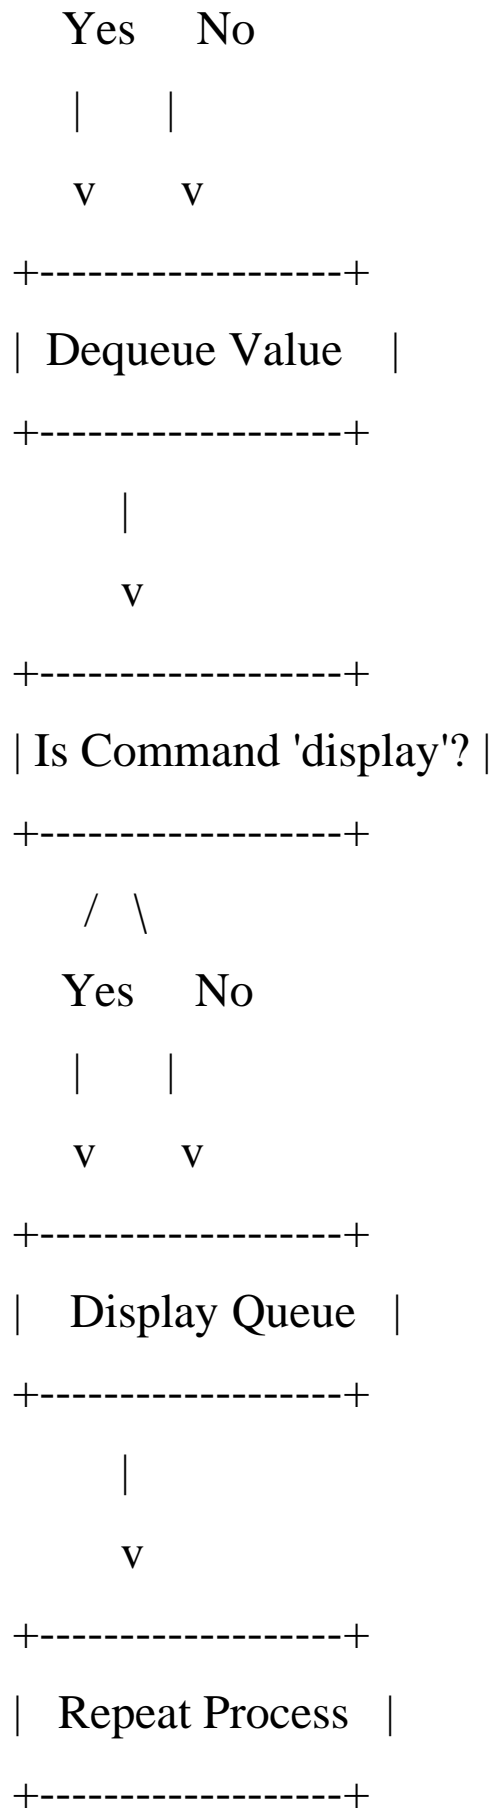 Yes No
| |
v v
+-------------------+
| Dequeue Value |
+-------------------+
|
v
+-------------------+
| Is Command 'display'? |
+-------------------+
/ \
Yes No
| |
v v
+-------------------+
| Display Queue |
+-------------------+
|
v
+-------------------+
| Repeat Process |
+-------------------+